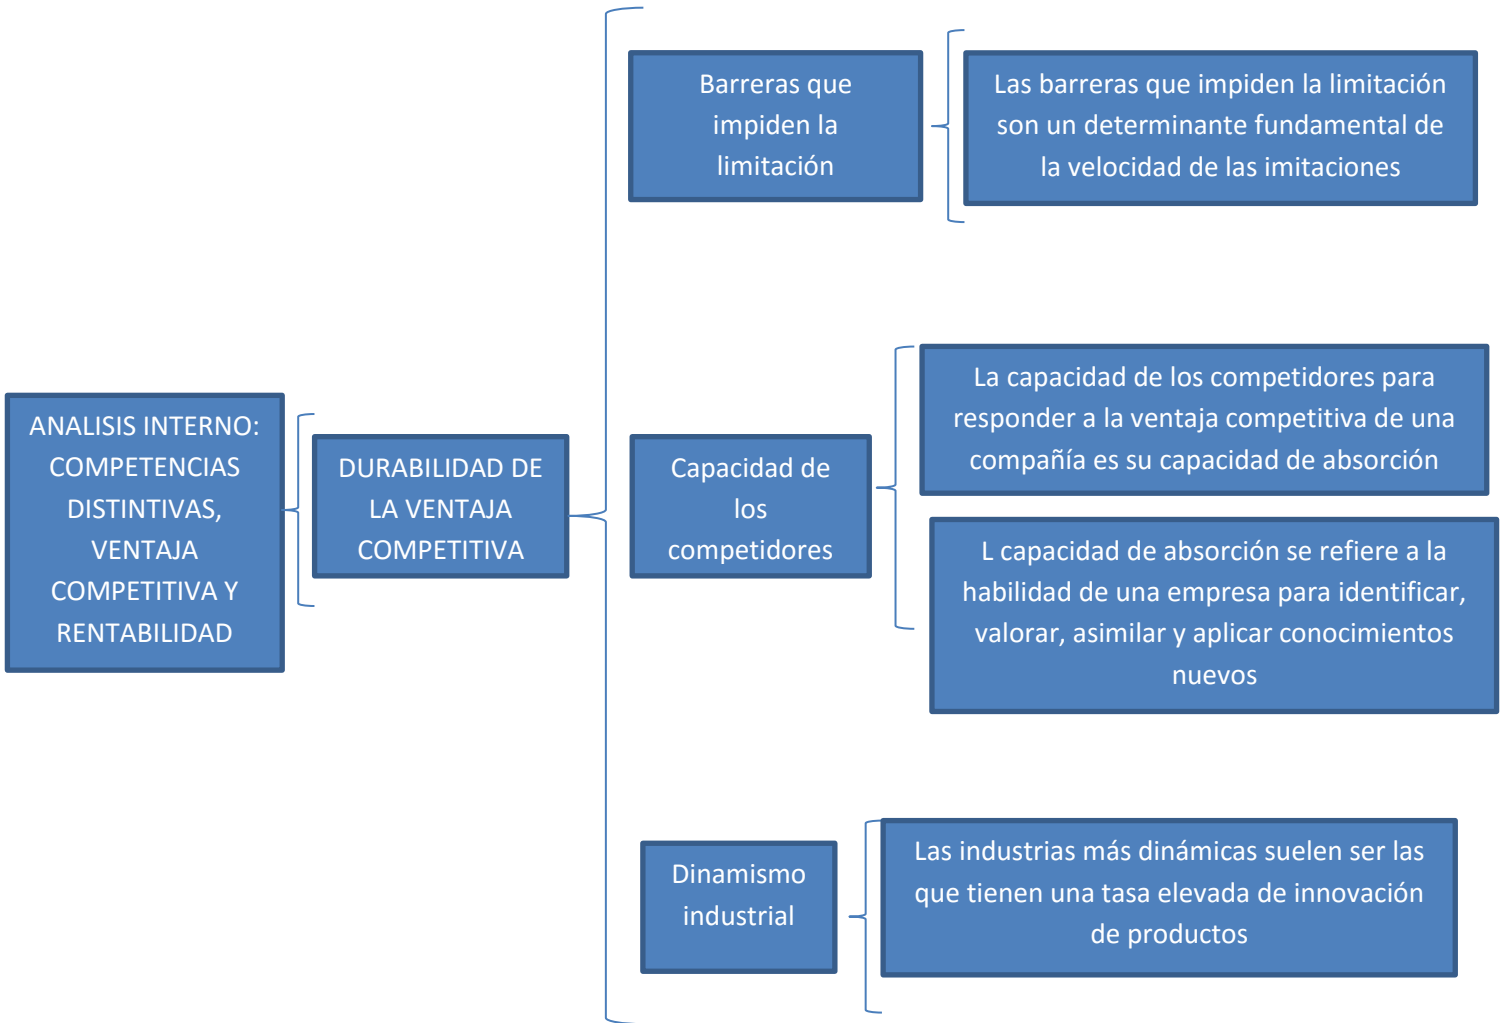 ANALISIS INTERNO:
COMPETENCIAS
DISTINTIVAS,
VENTAJA
COMPETITIVA Y
RENTABILIDAD
DURABILIDAD DE
LA VENTAJA
COMPETITIVA
Barreras que
impiden la
limitación
Las barreras que impiden la limitación
son un determinante fundamental de
la velocidad de las imitaciones
Capacidad de
los
competidores
La capacidad de los competidores para
responder a la ventaja competitiva de una
compañía es su capacidad de absorción
L capacidad de absorción se refiere a la
habilidad de una empresa para identificar,
valorar, asimilar y aplicar conocimientos
nuevos
Dinamismo
industrial
Las industrias más dinámicas suelen ser las
que tienen una tasa elevada de innovación
de productos